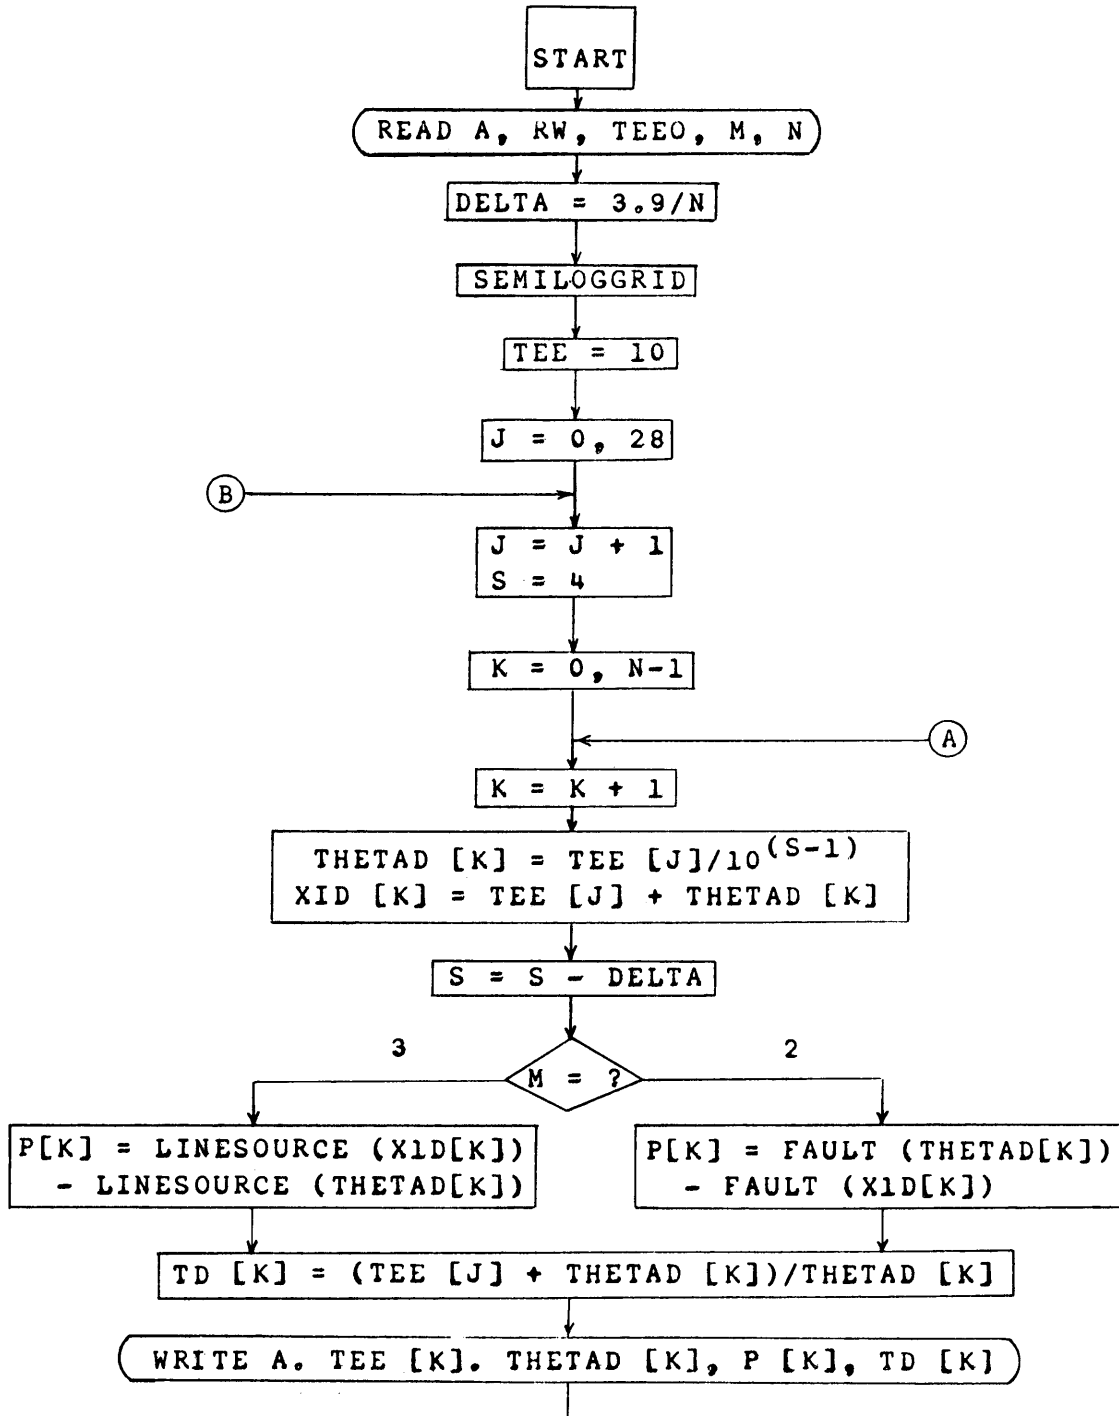 START
READ A, RW, TEEO, M, N
DELTA = 3.9/N
SEMILOGGRID
TEE = 10
J = 0, 28
B
J = J + 1
S = 4
K = 0, N-1
A
K = K + 1
THETAD [K] = TEE [J]/10(S-1)
XID [K] = TEE [J] + THETAD [K]
S = S - DELTA
3
2
M = ?
P[K] = LINESOURCE (X1D[K])
- LINESOURCE (THETAD[K])
P[K] = FAULT (THETAD[K])
- FAULT (X1D[K])
TD [K] = (TEE [J] + THETAD [K])/THETAD [K]
WRITE A. TEE [K]. THETAD [K], P [K], TD [K]